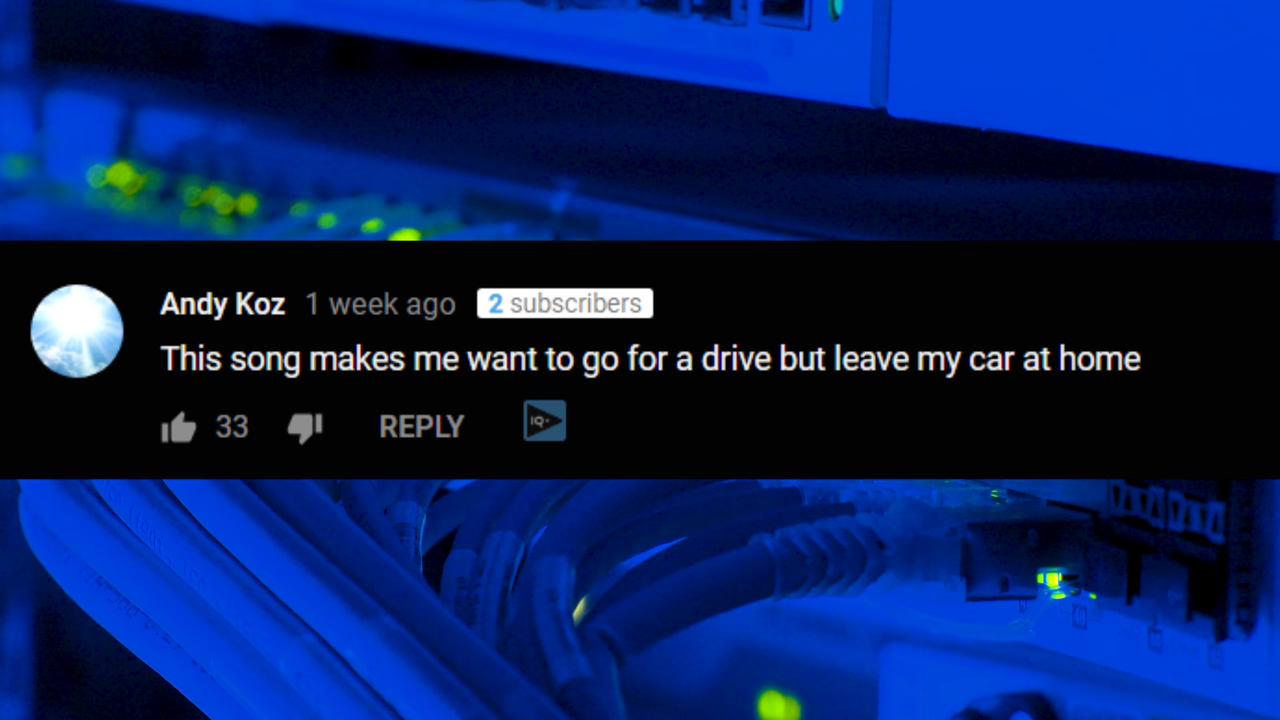 Andy Koz 1 week ago 2 subscribers
This song makes me want to go for a drive but leave my car at home
33 REPLY IQ+